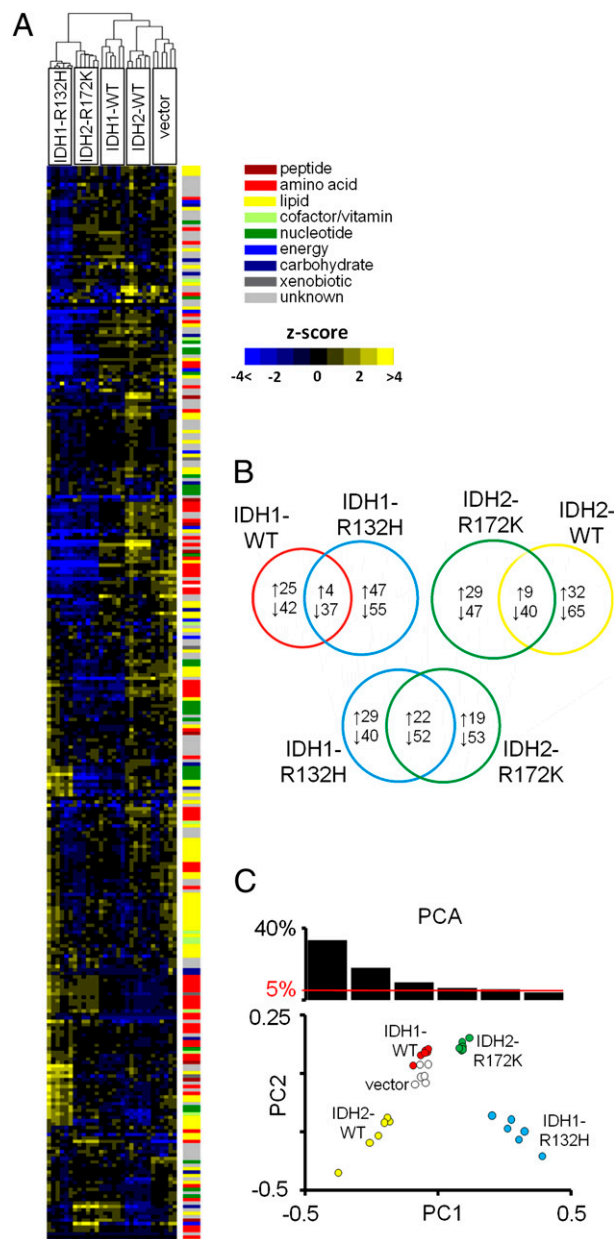 A
IDH1-R132H
IDH2-R172K
IDH1-WT
IDH2-WT
vector
peptide
amino acid
lipid
cofactor/vitamin
nucleotide
energy
carbohydrate
xenobiotic
unknown
z-score
-4< -2 0 2 >4
B
IDH1-
WT
IDH1-
R132H
IDH2-
R172K
IDH2-
WT
↑25
↓42
↑4
↓37
↑47
↓55
↑29
↓47
↑9
↓40
↑32
↓65
↑29
↓40
↑22
↓52
↑19
↓53
IDH1-
R132H
IDH2-
R172K
C
PCA
40%
5%
0.25
PC2
-0.5
IDH1-
WT
vector
IDH2-
R172K
IDH2-
WT
IDH1-
R132H
-0.5 PC1 0.5